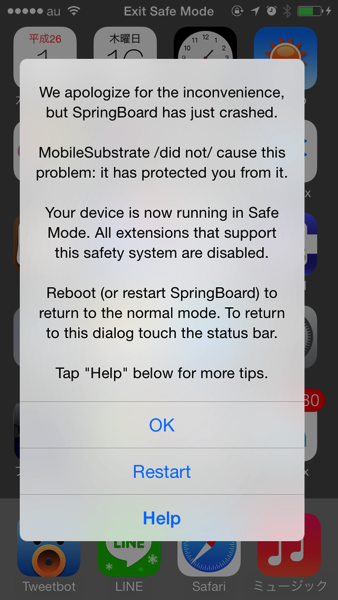 au
Exit Safe Mode
平成26
木曜日
We apologize for the inconvenience,
but SpringBoard has just crashed.
MobileSubstrate /did not/ cause this
problem: it has protected you from it.
Your device is now running in Safe
Mode. All extensions that support
this safety system are disabled.
Reboot (or restart SpringBoard) to
return to the normal mode. To return
to this dialog touch the status bar.
Tap "Help" below for more tips.
OK
Restart
Help
LINE
Tweetbot
LINE
Safari
ミュージック